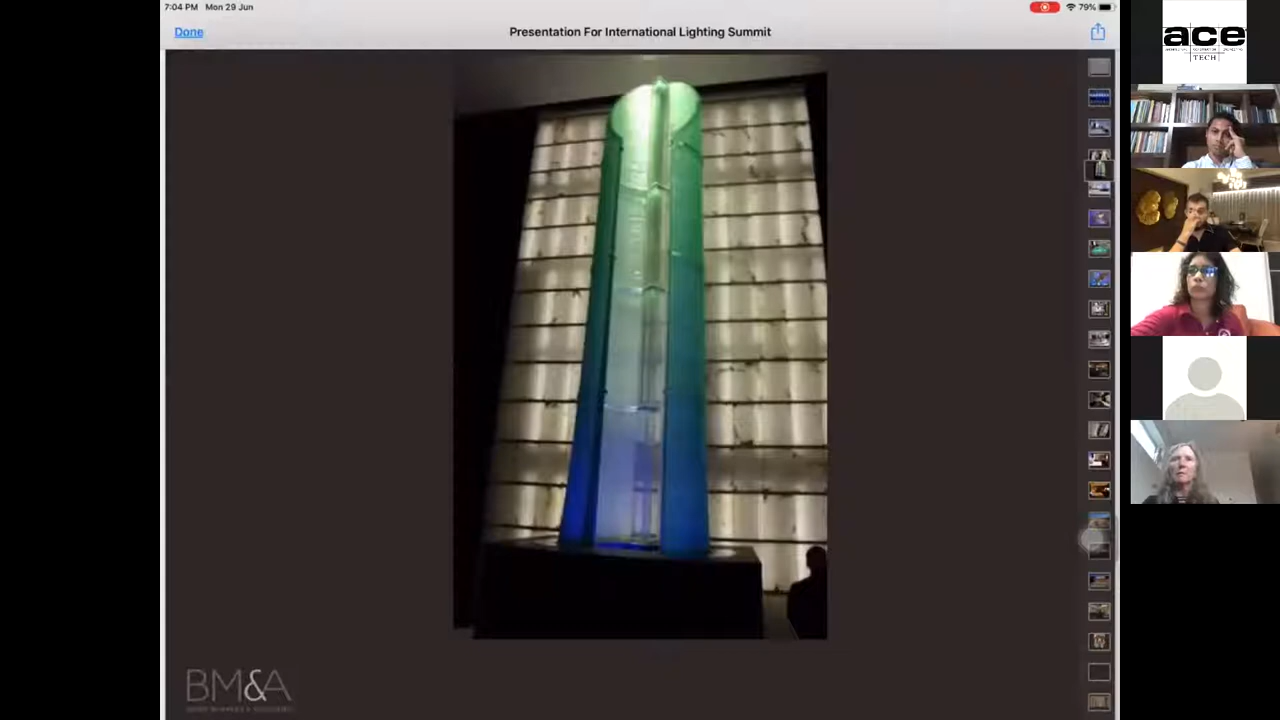 7:04 PM Mon 29 Jun
79%
Done
Presentation For International Lighting Summit
ace
TECH
BM&A